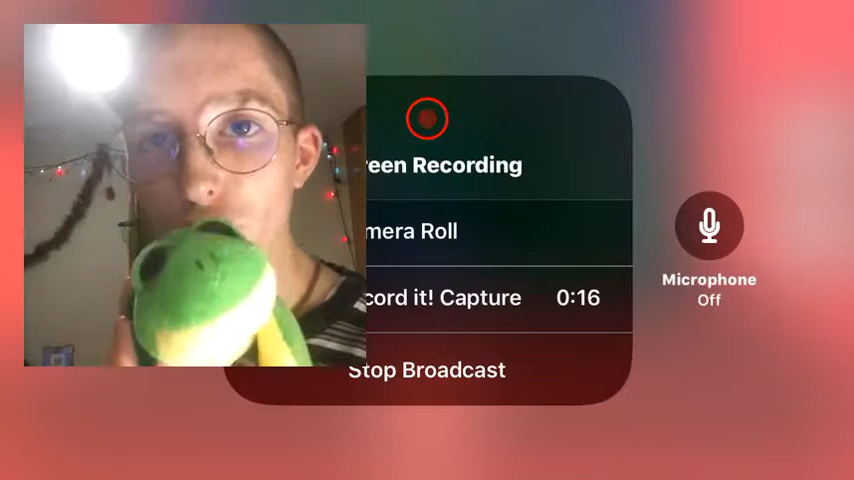 reen Recording
mera Roll
cord it! Capture 0:16
Stop Broadcast
Microphone
Off